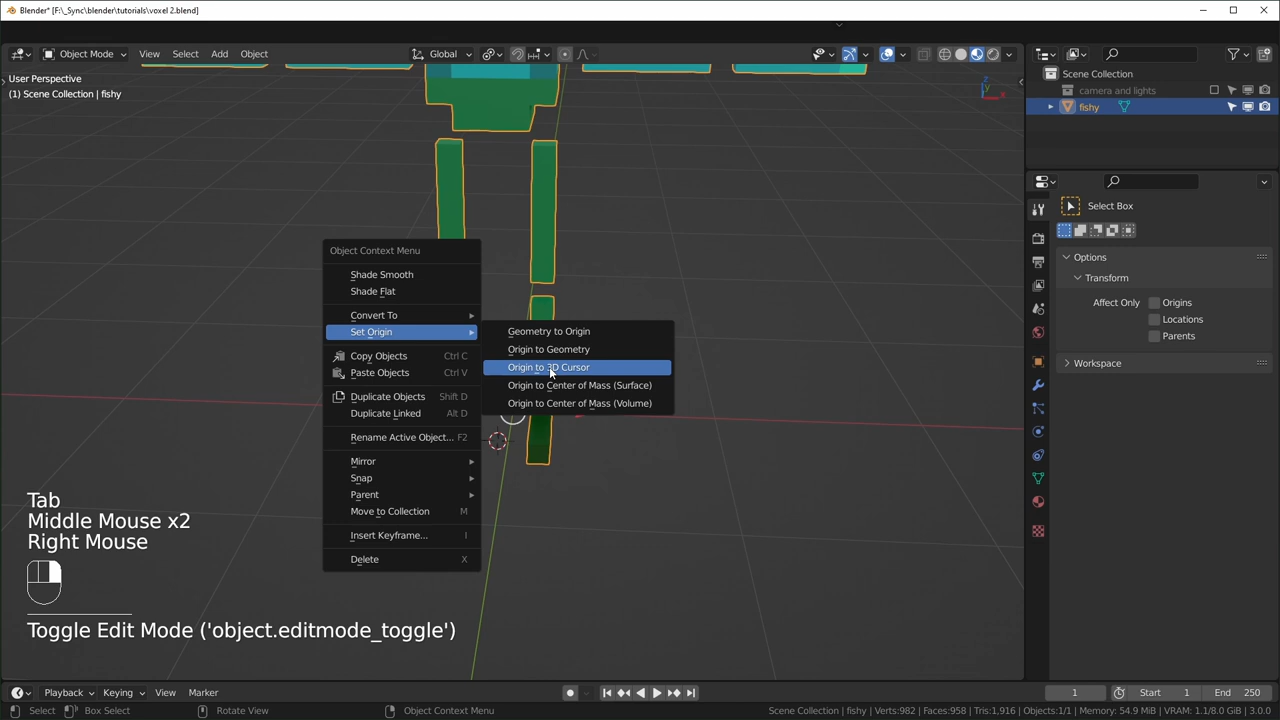 Blender* [F:\_Sync\blender\tutorials\voxel 2.blend]
Object Mode View Select Add Object Global
User Perspective
(1) Scene Collection | fishy
Scene Collection
camera and lights
fishy
Select Box
Options
Transform
Affect Only Origins
Locations
Parents
Workspace
Object Context Menu
Shade Smooth
Shade Flat
Convert To
Set Origin
Copy Objects Ctrl C
Paste Objects Ctrl V
Duplicate Objects Shift D
Duplicate Linked Alt D
Rename Active Object... F2
Mirror
Snap
Parent
Move to Collection M
Insert Keyframe... I
Delete X
Geometry to Origin
Origin to Geometry
Origin to 3D Cursor
Origin to Center of Mass (Surface)
Origin to Center of Mass (Volume)
Tab
Middle Mouse x2
Right Mouse
Toggle Edit Mode ('object.editmode_toggle')
Playback Keying View Marker 1 Start 1 End 250
Select Box Select Rotate View Object Context Menu Scene Collection | fishy | Verts:982 | Faces:958 | Tris:1,916 | Objects:1/1 | Memory: 54.9 MiB | VRAM: 1.1/8.0 GiB | 3.0.0